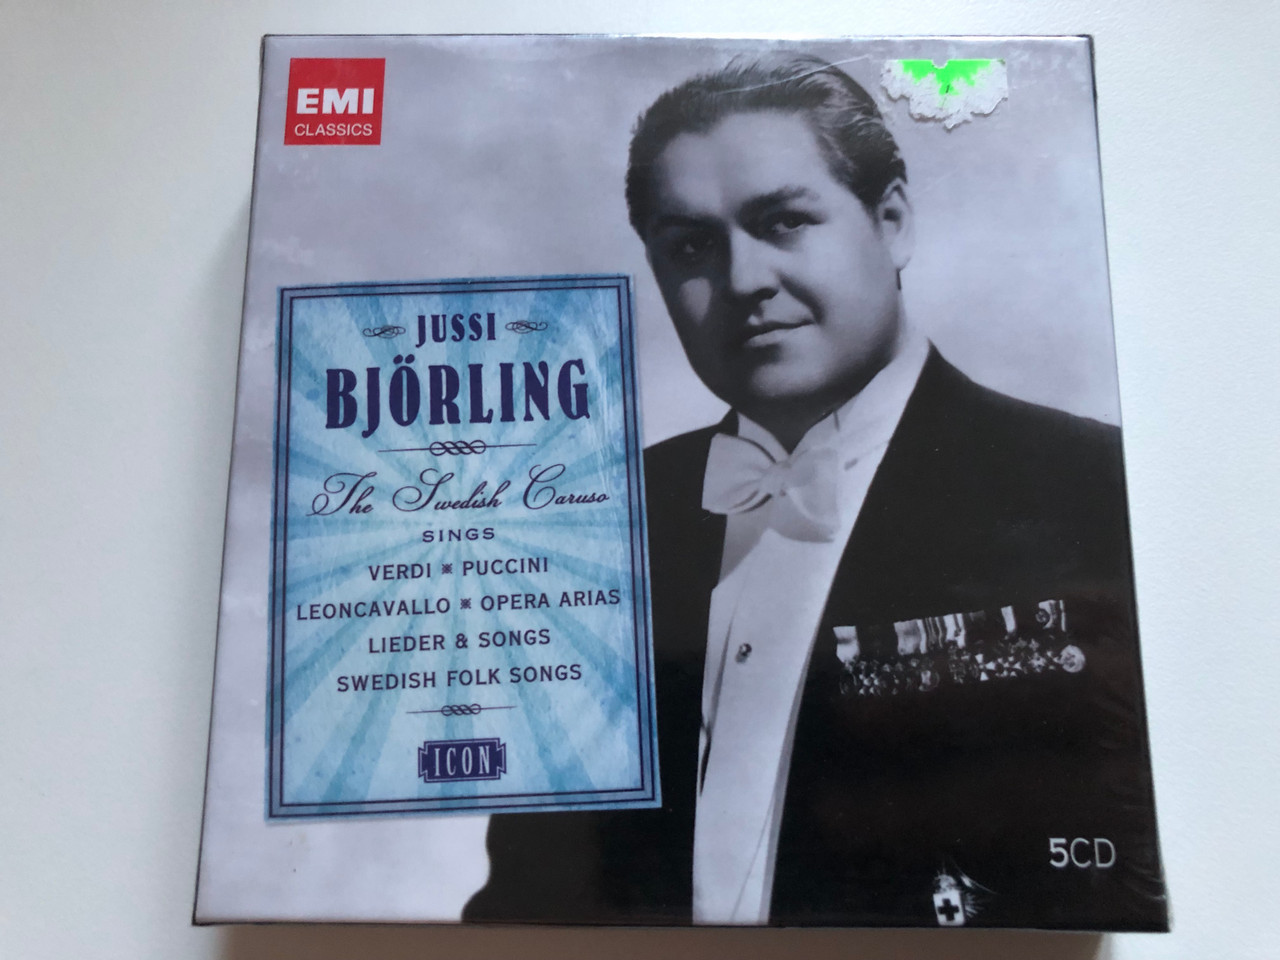 EMI
CLASSICS
JUSSI
BJÖRLING
The Swedish Caruso
SINGS
VERDI ⁕ PUCCINI
LEONCAVALLO ⁕ OPERA ARIAS
LIEDER & SONGS
SWEDISH FOLK SONGS
ICON
5CD